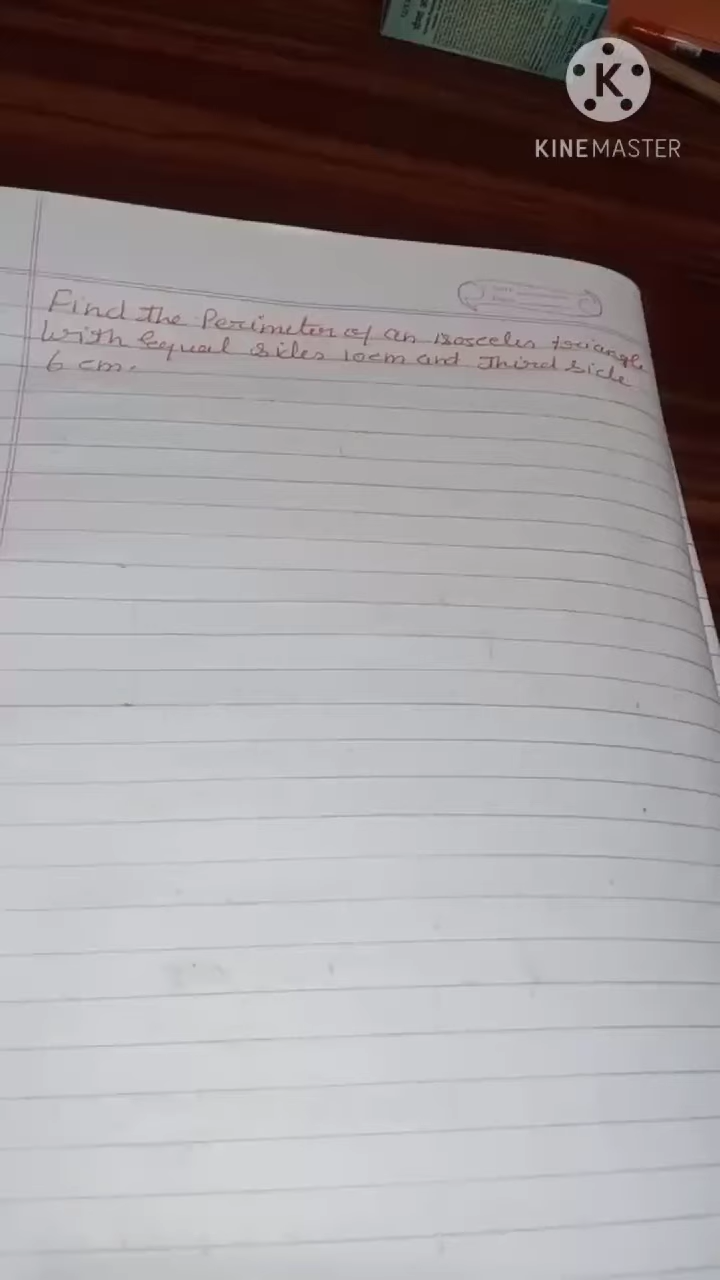 KINEMASTER
Find the Perimeter of an isosceles triangle
with equal sides 10cm and Third side
6 cm.